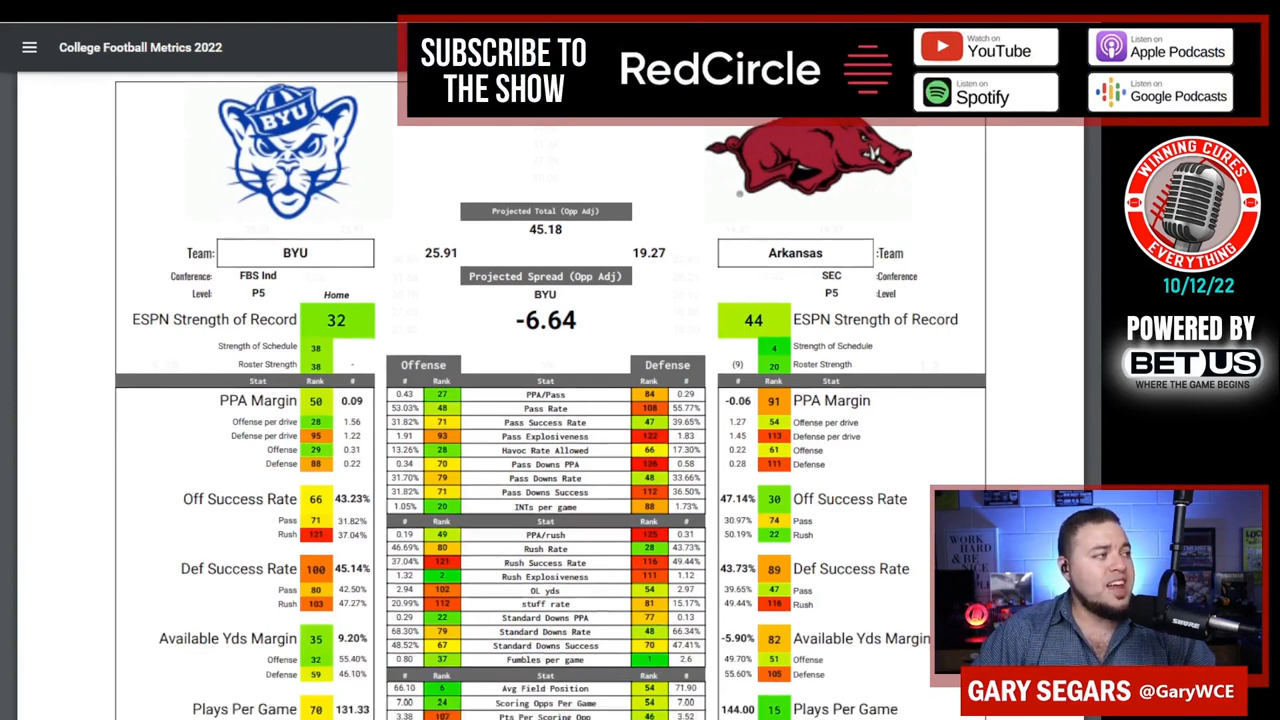 College Football Metrics 2022
SUBSCRIBE TO
THE SHOW
RedCircle
Watch on
YouTube
Listen on
Apple Podcasts
Listen on
Spotify
Listen on
Google Podcasts
BYU
WINNING CURES
EVERYTHING
10/12/22
POWERED BY
BETUS
WHERE THE GAME BEGINS
Projected Total (Opp Adj)
45.18
Team: BYU 25.91 19.27 Arkansas :Team
Conference: FBS Ind Projected Spread (Opp Adj) SEC :Conference
Level: P5 Home BYU P5 :Level
ESPN Strength of Record 32 -6.64 44 ESPN Strength of Record
Strength of Schedule 38 4 Strength of Schedule
Roster Strength 38 - Offense Defense (9) 20 Roster Strength
Stat Rank # # Rank Stat Rank # # Rank Stat
PPA Margin 50 0.09 -0.06 91 PPA Margin
Offense per drive 28 1.56 1.27 54 Offense per drive
Defense per drive 95 1.22 1.45 113 Defense per drive
Offense 29 0.31 0.22 61 Offense
Defense 88 0.22 0.28 111 Defense
0.43 27 PPA/Pass 84 0.29
53.03% 48 Pass Rate 108 55.77%
31.82% 71 Pass Success Rate 47 39.65%
1.91 93 Pass Explosiveness 122 1.83
13.26% 28 Havoc Rate Allowed 66 17.30%
0.34 70 Pass Downs PPA 126 0.58
31.70% 79 Pass Downs Rate 48 33.66%
31.82% 71 Pass Downs Success 112 36.50%
1.05% 20 INTs per game 88 1.73%
Off Success Rate 66 43.23% 47.14% 30 Off Success Rate
Pass 71 31.82% 30.97% 74 Pass
Rush 121 37.04% 50.19% 22 Rush
# Rank Stat Rank #
0.19 49 PPA/rush 125 0.31
46.69% 80 Rush Rate 28 43.73%
37.04% 121 Rush Success Rate 116 49.44%
1.32 2 Rush Explosiveness 111 1.12
2.94 102 OL yds 54 2.97
20.99% 112 stuff rate 81 15.17%
0.29 22 Standard Downs PPA 77 0.13
68.30% 79 Standard Downs Rate 48 66.34%
48.52% 67 Standard Downs Success 70 47.41%
0.80 37 Fumbles per game 1 2.6
Def Success Rate 100 45.14% 43.73% 89 Def Success Rate
Pass 80 42.50% 39.65% 47 Pass
Rush 103 47.27% 49.44% 116 Rush
Available Yds Margin 35 9.20% -5.90% 82 Available Yds Margin
Offense 32 55.40% 49.70% 51 Offense
Defense 59 46.10% 55.60% 105 Defense
# Rank Stat Rank #
66.10 6 Avg Field Position 54 71.90
7.00 24 Scoring Opps Per Game 54 7.00
3.38 107 Pts Per Scoring Opp 46 3.52
Plays Per Game 70 131.33 144.00 15 Plays Per Game
WORK
HARD &
SHURE
GARY SEGARS @GaryWCE